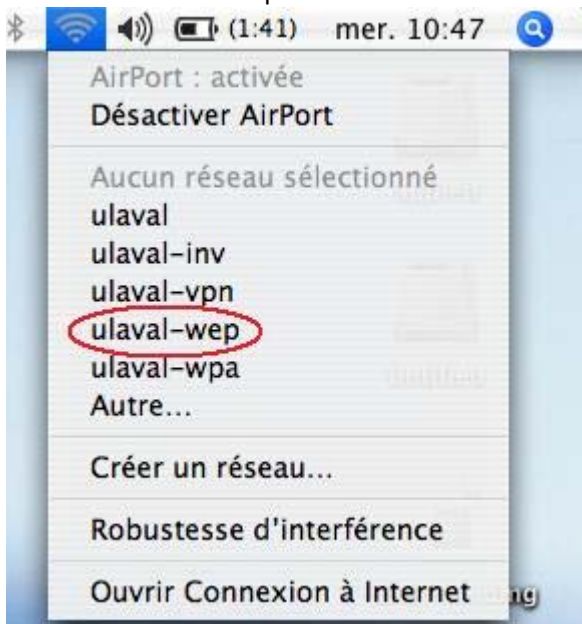 (1:41) mer. 10:47
AirPort : activée
Désactiver AirPort
Aucun réseau sélectionné
ulaval
ulaval-inv
ulaval-vpn
ulaval-wep
ulaval-wpa
Autre...
Créer un réseau...
Robustesse d'interférence
Ouvrir Connexion à Internet